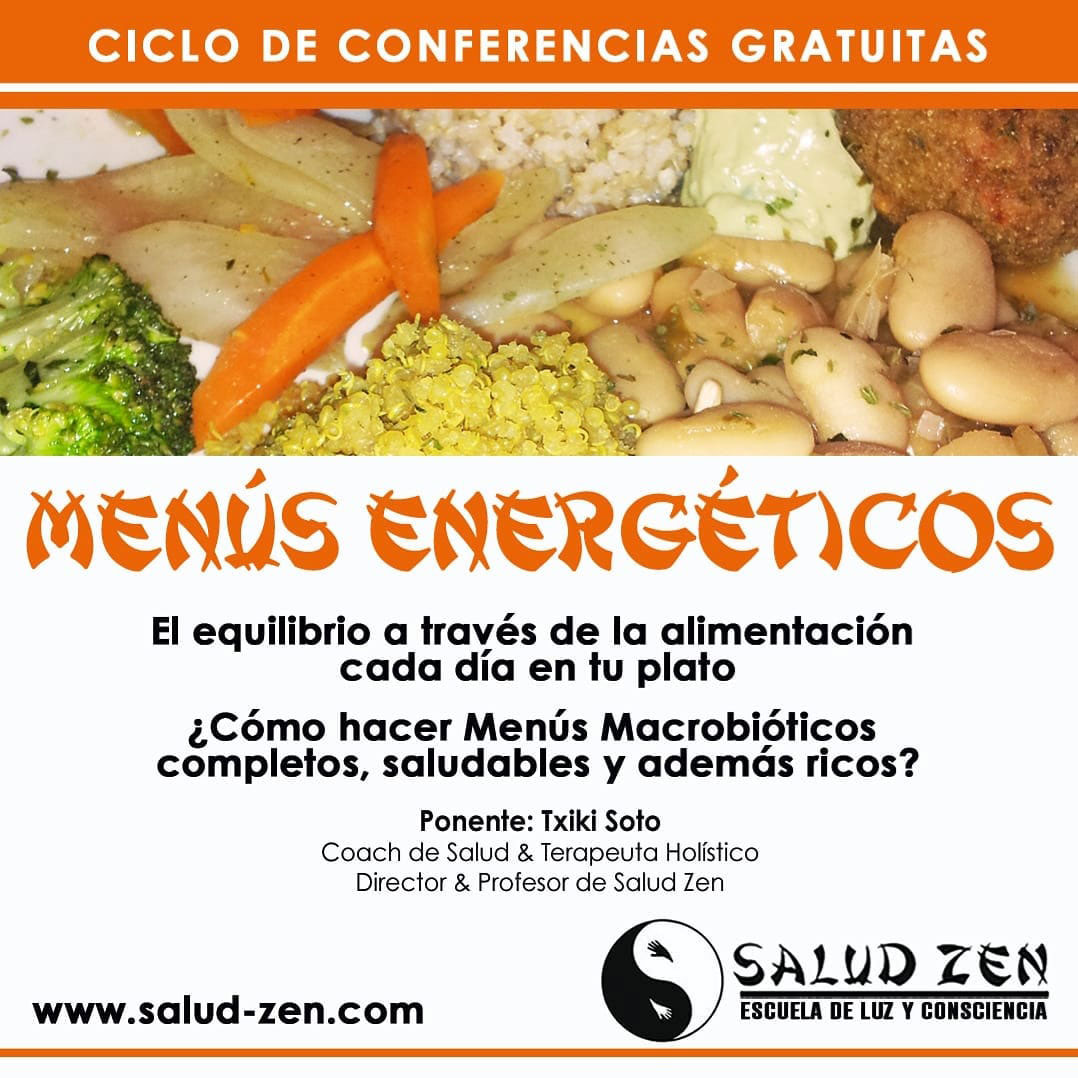 CICLO DE CONFERENCIAS GRATUITAS
MENÚS ENERGÉTICOS
El equilibrio a través de la alimentación
cada día en tu plato
¿Cómo hacer Menús Macrobióticos
completos, saludables y además ricos?
Ponente: Txiki Soto
Coach de Salud & Terapeuta Holístico
Director & Profesor de Salud Zen
SALUD ZEN
ESCUELA DE LUZ Y CONSCIENCIA
www.salud-zen.com